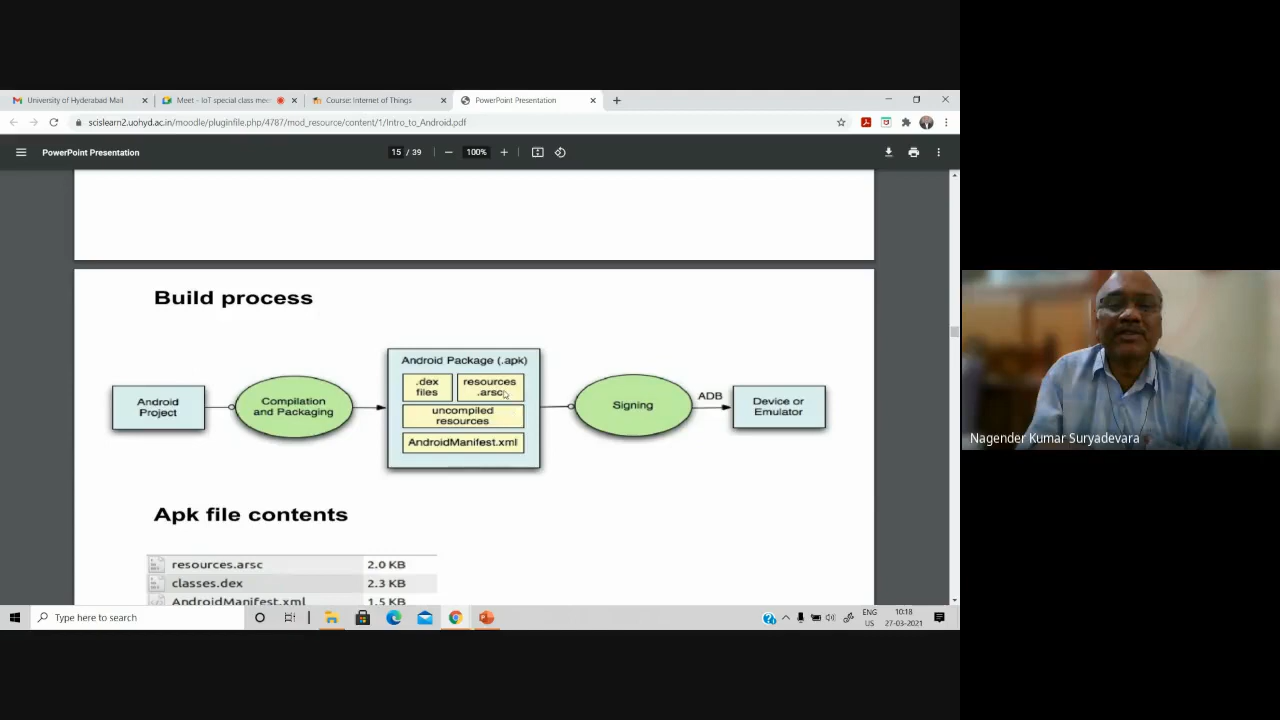 University of Hyderabad Mail
Meet - IoT special class mee
Course: Internet of Things
PowerPoint Presentation
scislearn2.uohyd.ac.in/moodle/pluginfile.php/4787/mod_resource/content/1/Intro_to_Android.pdf
PowerPoint Presentation
15 / 39
100%
Build process
Android Project
Compilation and Packaging
Android Package (.apk)
.dex files
resources .arsc
uncompiled resources
AndroidManifest.xml
Signing
ADB
Device or Emulator
Apk file contents
resources.arsc 2.0 KB
classes.dex 2.3 KB
AndroidManifest.xml 1.5 KB
Nagender Kumar Suryadevara
Type here to search
ENG
US
10:18
27-03-2021